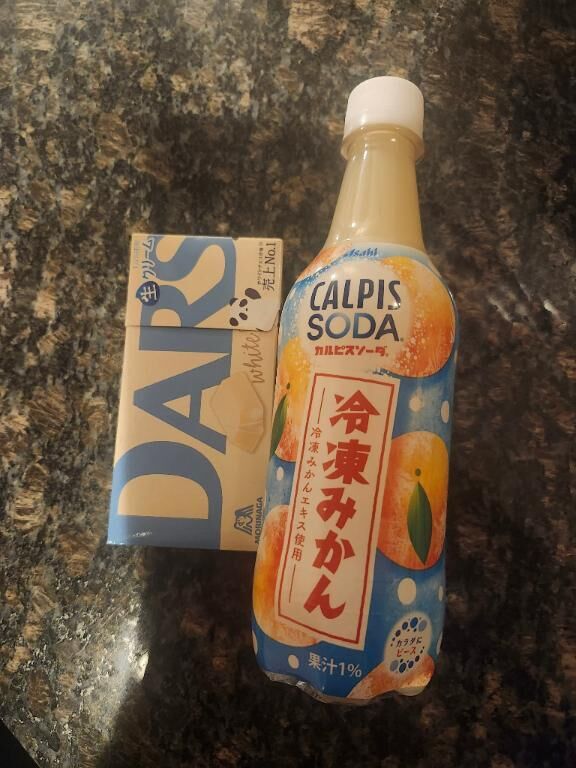 生クリーム
売上No.1
DARS
white
MORINAGA
Asahi
CALPIS
SODA
カルピスソーダ
冷凍みかん
冷凍みかんエキス使用
カラダに
ピース
果汁1%